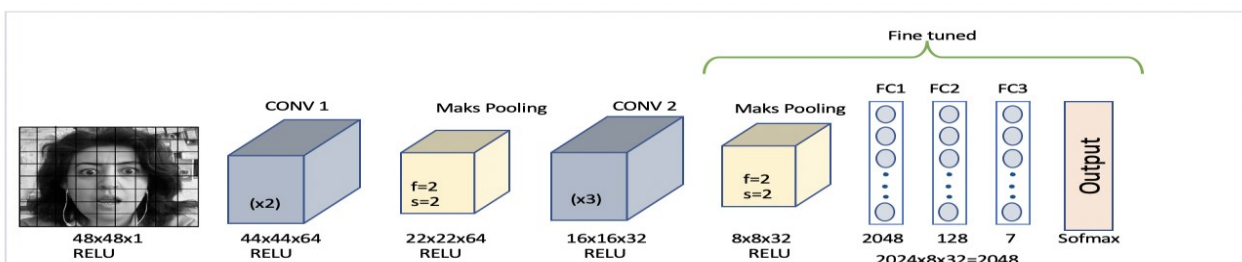 Fine tuned
CONV 1
Maks Pooling
CONV 2
Maks Pooling
FC1 FC2 FC3
(x2)
f=2
s=2
(x3)
f=2
s=2
Output
48x48x1
RELU
44x44x64
RELU
22x22x64
RELU
16x16x32
RELU
8x8x32
RELU
2048 128 7 Sofmax
2024x8x32=2048